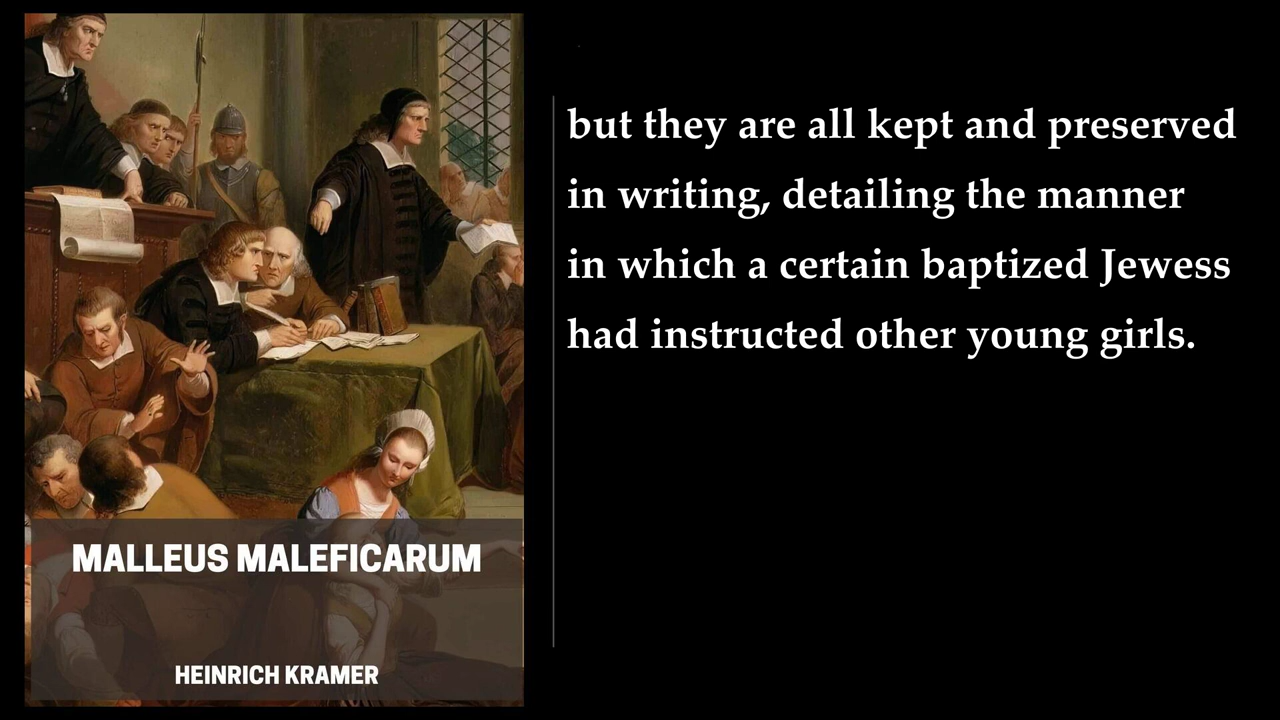 MALLEUS MALEFICARUM
HEINRICH KRAMER
but they are all kept and preserved
in writing, detailing the manner
in which a certain baptized Jewess
had instructed other young girls.